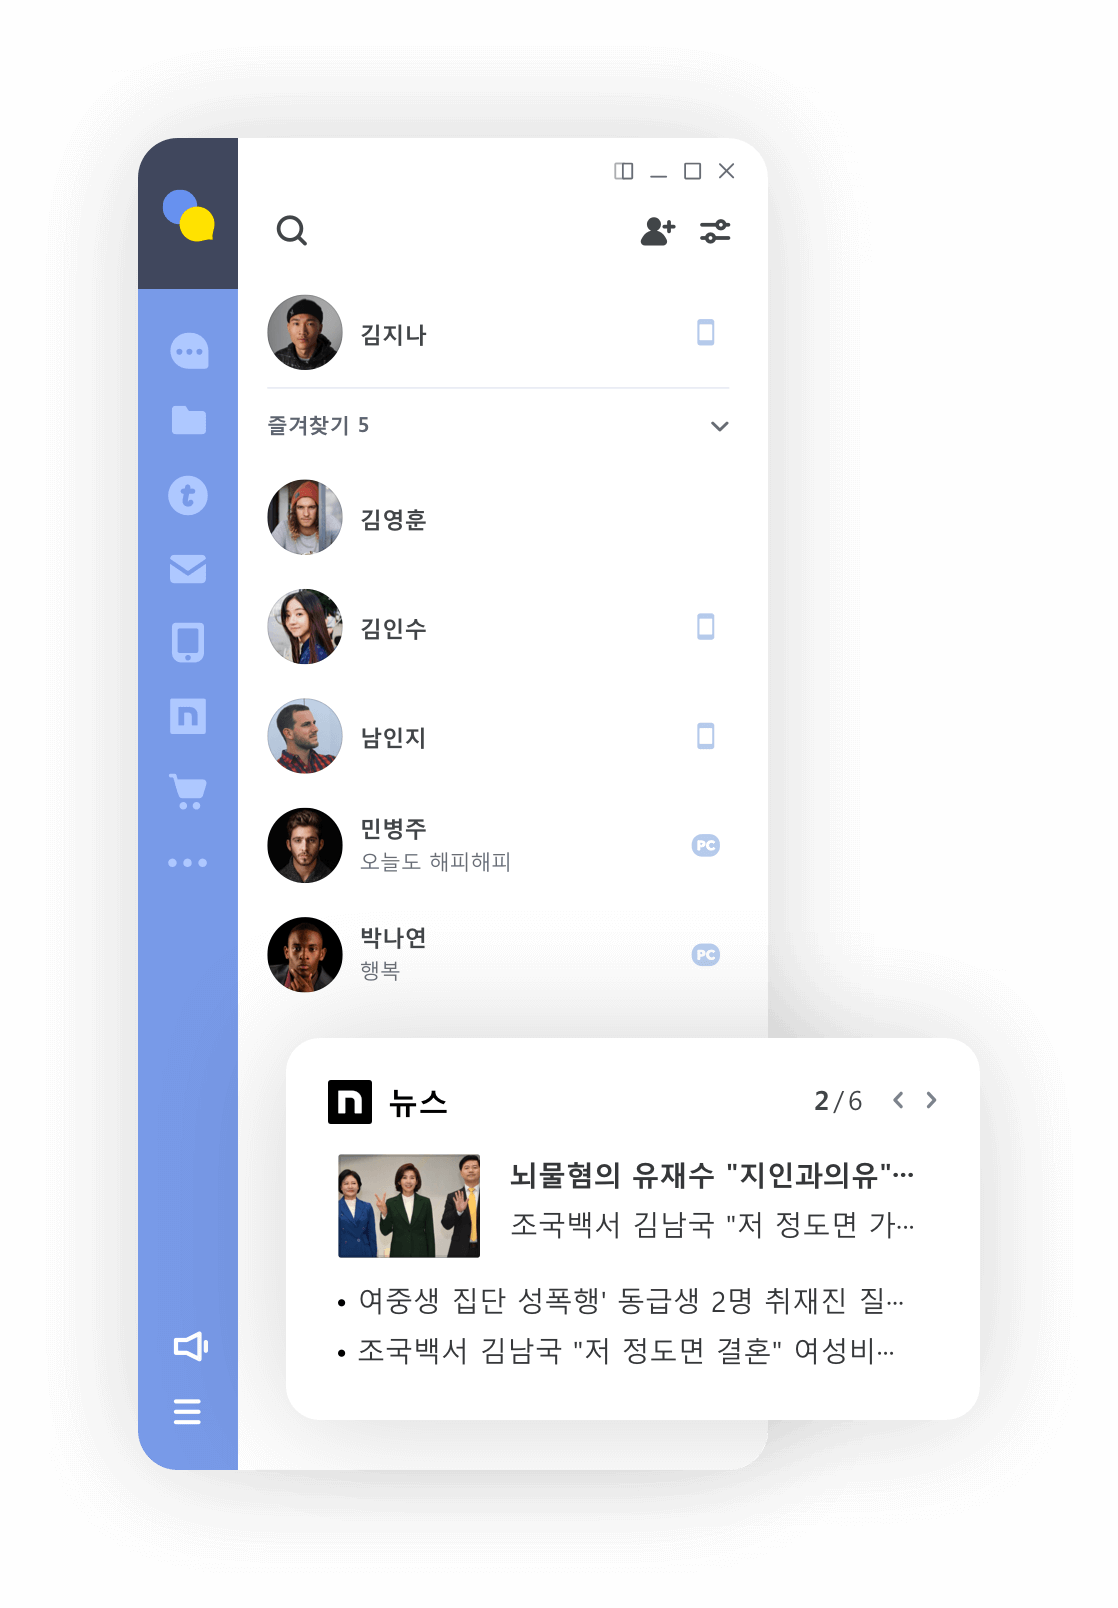 김지나
즐겨찾기 5
김영훈
김인수
남인지
민병주
오늘도 해피해피
PC
박나연
행복
PC
n 뉴스
2/6
뇌물혐의 유재수 "지인과의유"···
조국백서 김남국 "저 정도면 가···
• 여중생 집단 성폭행' 동급생 2명 취재진 질···
• 조국백서 김남국 "저 정도면 결혼" 여성비···
t
n